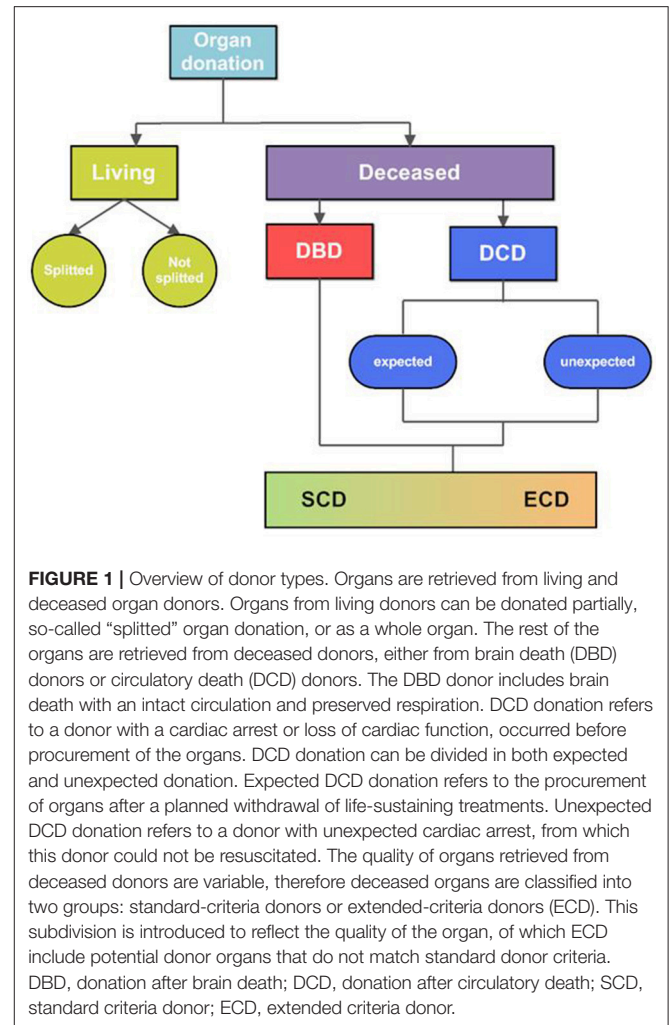 Organ
donation
Living
Deceased
Splitted
Not
splitted
DBD
DCD
expected
unexpected
SCD
ECD
FIGURE 1 | Overview of donor types. Organs are retrieved from living and
deceased organ donors. Organs from living donors can be donated partially,
so-called “splitted” organ donation, or as a whole organ. The rest of the
organs are retrieved from deceased donors, either from brain death (DBD)
donors or circulatory death (DCD) donors. The DBD donor includes brain
death with an intact circulation and preserved respiration. DCD donation refers
to a donor with a cardiac arrest or loss of cardiac function, occurred before
procurement of the organs. DCD donation can be divided in both expected
and unexpected donation. Expected DCD donation refers to the procurement
of organs after a planned withdrawal of life-sustaining treatments. Unexpected
DCD donation refers to a donor with unexpected cardiac arrest, from which
this donor could not be resuscitated. The quality of organs retrieved from
deceased donors are variable, therefore deceased organs are classified into
two groups: standard-criteria donors or extended-criteria donors (ECD). This
subdivision is introduced to reflect the quality of the organ, of which ECD
include potential donor organs that do not match standard donor criteria.
DBD, donation after brain death; DCD, donation after circulatory death; SCD,
standard criteria donor; ECD, extended criteria donor.